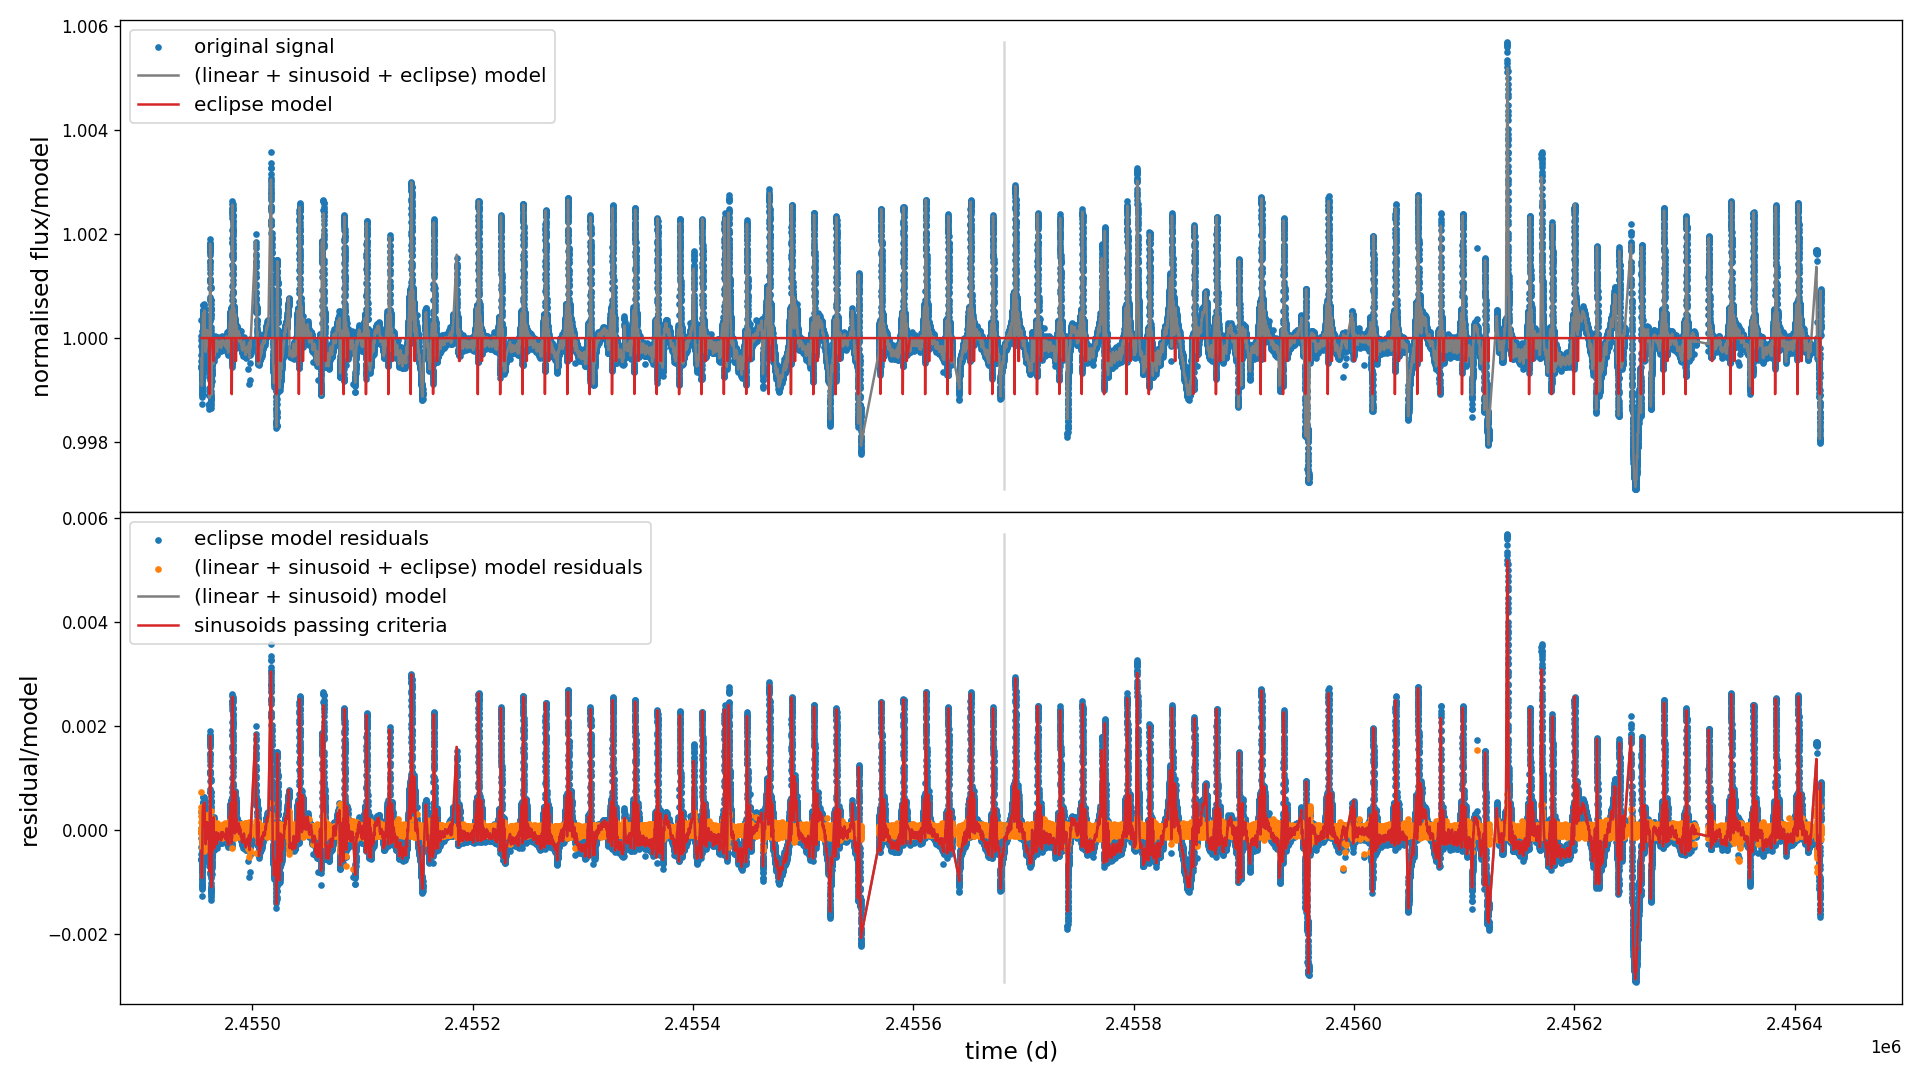 original signal
(linear + sinusoid + eclipse) model
eclipse model
normalised flux/model
1.006
1.004
1.002
1.000
0.998
eclipse model residuals
(linear + sinusoid + eclipse) model residuals
(linear + sinusoid) model
sinusoids passing criteria
residual/model
0.006
0.004
0.002
0.000
−0.002
2.4550 2.4552 2.4554 2.4556 2.4558 2.4560 2.4562 2.4564
1e6
time (d)